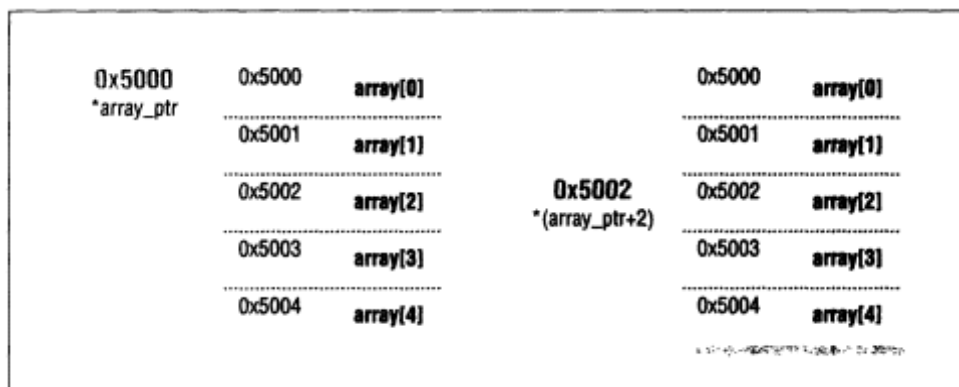 0x5000
*array_ptr
0x5000 array[0]
0x5001 array[1]
0x5002 array[2]
0x5003 array[3]
0x5004 array[4]
0x5002
*(array_ptr+2)
0x5000 array[0]
0x5001 array[1]
0x5002 array[2]
0x5003 array[3]
0x5004 array[4]